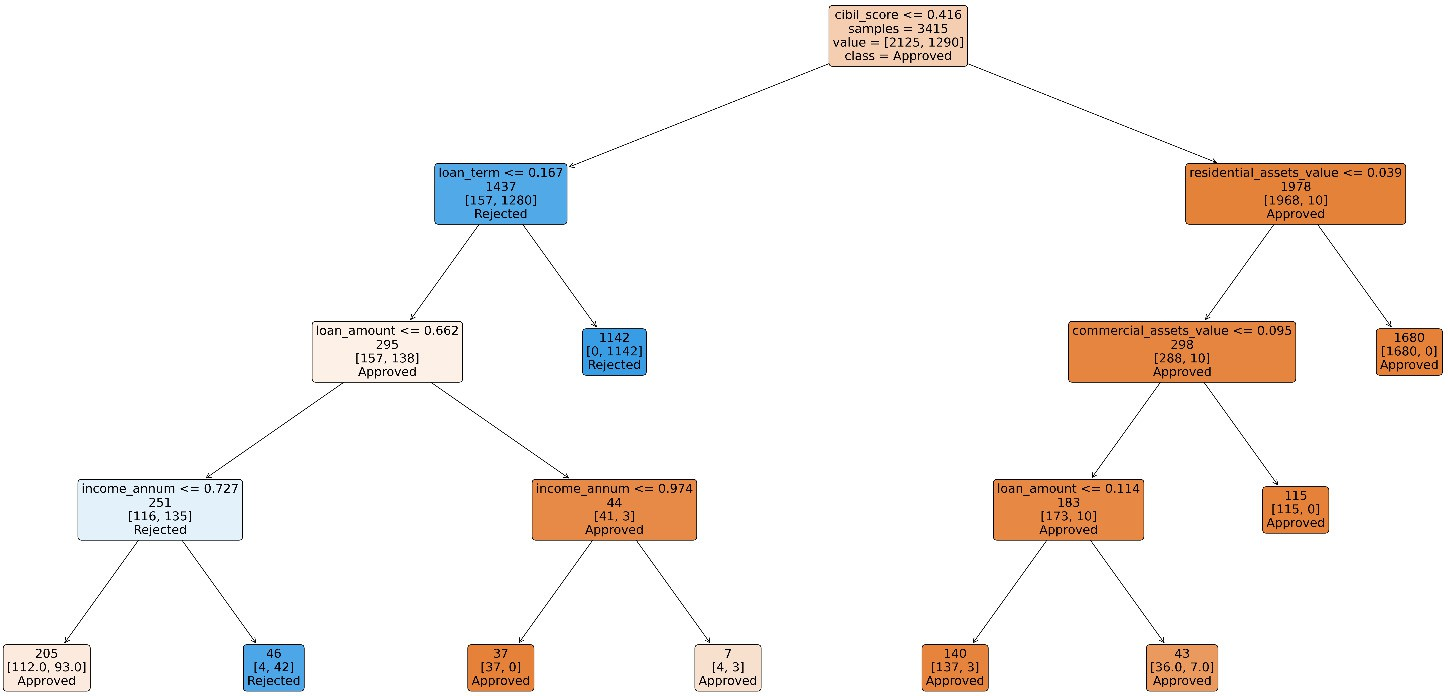 cibil_score <= 0.416
samples = 3415
value = [2125, 1290]
class = Approved
loan_term <= 0.167
1437
[157, 1280]
Rejected
residential_assets_value <= 0.039
1978
[1968, 10]
Approved
loan_amount <= 0.662
295
[157, 138]
Approved
1142
[0, 1142]
Rejected
commercial_assets_value <= 0.095
298
[288, 10]
Approved
1680
[1680, 0]
Approved
income_annum <= 0.727
251
[116, 135]
Rejected
income_annum <= 0.974
44
[41, 3]
Approved
loan_amount <= 0.114
183
[173, 10]
Approved
115
[115, 0]
Approved
205
[112.0, 93.0]
Approved
46
[4, 42]
Rejected
37
[37, 0]
Approved
7
[4, 3]
Approved
140
[137, 3]
Approved
43
[36.0, 7.0]
Approved